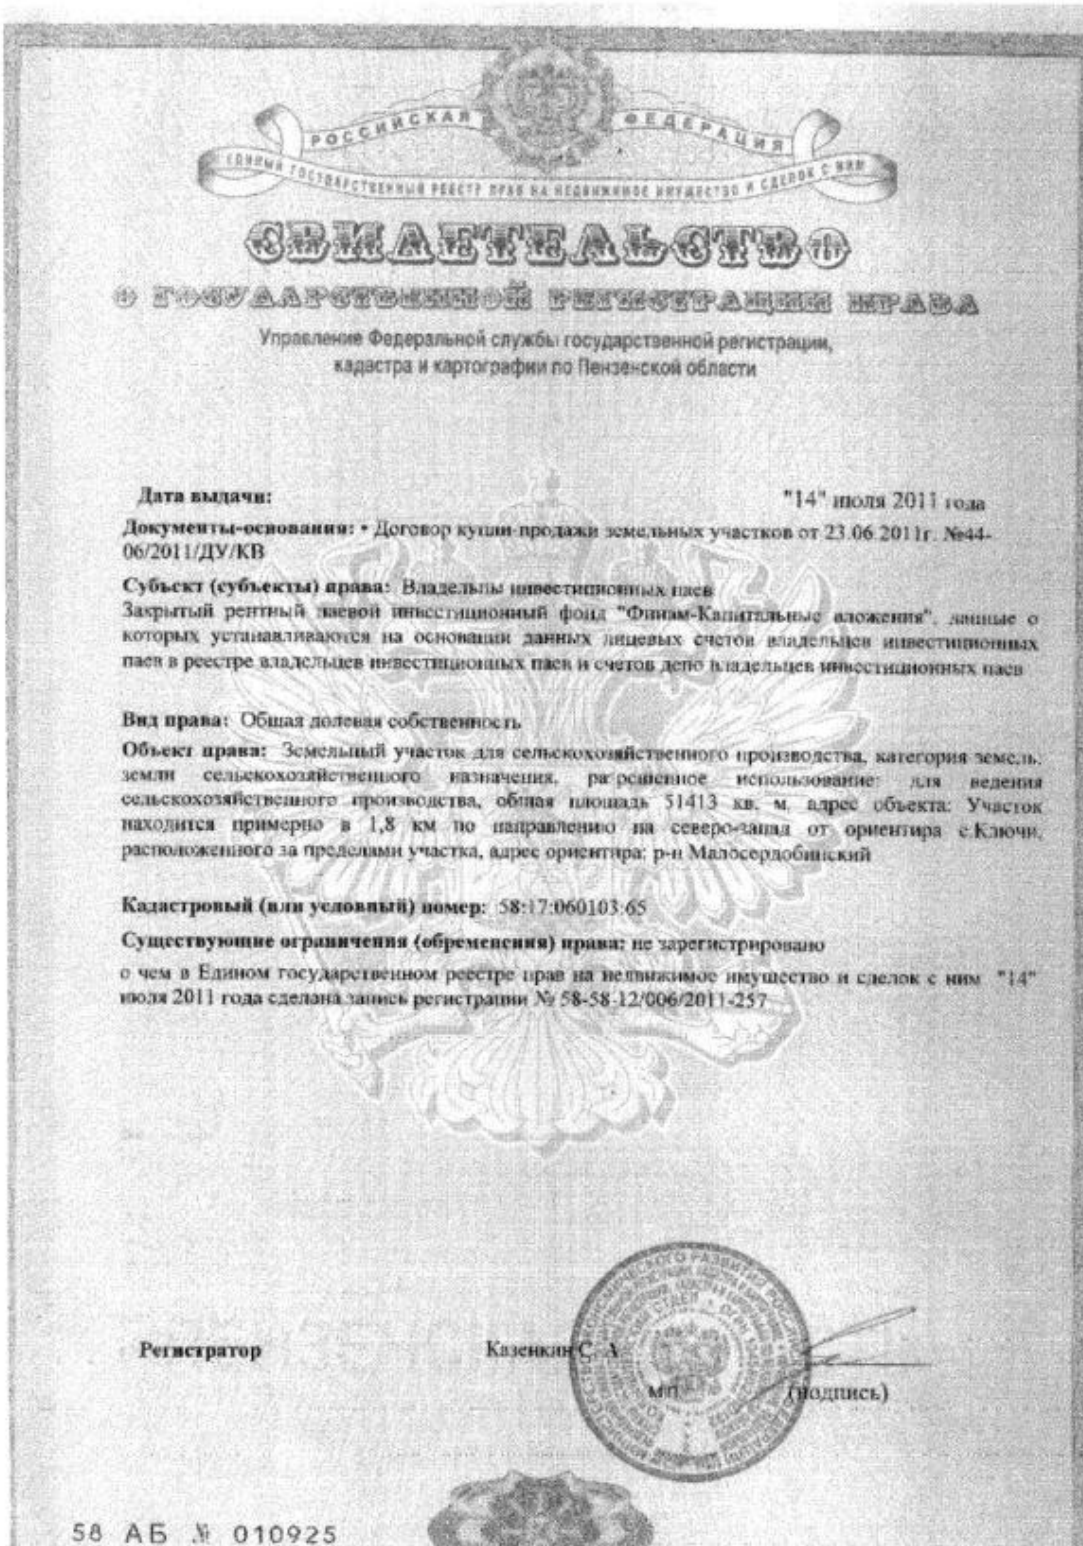 РОССИЙСКАЯ ФЕДЕРАЦИЯ
ЕДИНЫЙ ГОСУДАРСТВЕННЫЙ РЕЕСТР ПРАВ НА НЕДВИЖИМОЕ ИМУЩЕСТВО И СДЕЛОК С НИМ
СВИДЕТЕЛЬСТВО
О ГОСУДАРСТВЕННОЙ РЕГИСТРАЦИИ ПРАВА
Управление Федеральной службы государственной регистрации,
кадастра и картографии по Пензенской области
Дата выдачи: "14" июля 2011 года
Документы-основания: • Договор купли-продажи земельных участков от 23.06.2011г. №44-
06/2011/ДУ/КВ
Субъект (субъекты) права: Владельцы инвестиционных паев
Закрытый рентный паевой инвестиционный фонд "Финам-Капитальные вложения", данные о
которых устанавливаются на основании данных лицевых счетов владельцев инвестиционных
паев в реестре владельцев инвестиционных паев и счетов депо владельцев инвестиционных паев
Вид права: Общая долевая собственность
Объект права: Земельный участок для сельскохозяйственного производства, категория земель:
земли сельскохозяйственного назначения, разрешенное использование: для ведения
сельскохозяйственного производства, общая площадь 51413 кв. м, адрес объекта: Участок
находится примерно в 1,8 км по направлению на северо-запад от ориентира с.Ключи,
расположенного за пределами участка, адрес ориентира: р-н Малосердобинский
Кадастровый (или условный) номер: 58:17:060103:65
Существующие ограничения (обременения) права: не зарегистрировано
о чем в Едином государственном реестре прав на недвижимое имущество и сделок с ним "14"
июля 2011 года сделана запись регистрации № 58-58-12/006/2011-257
Регистратор Казенкин С. А.
М.П. (подпись)
58 АБ № 010925